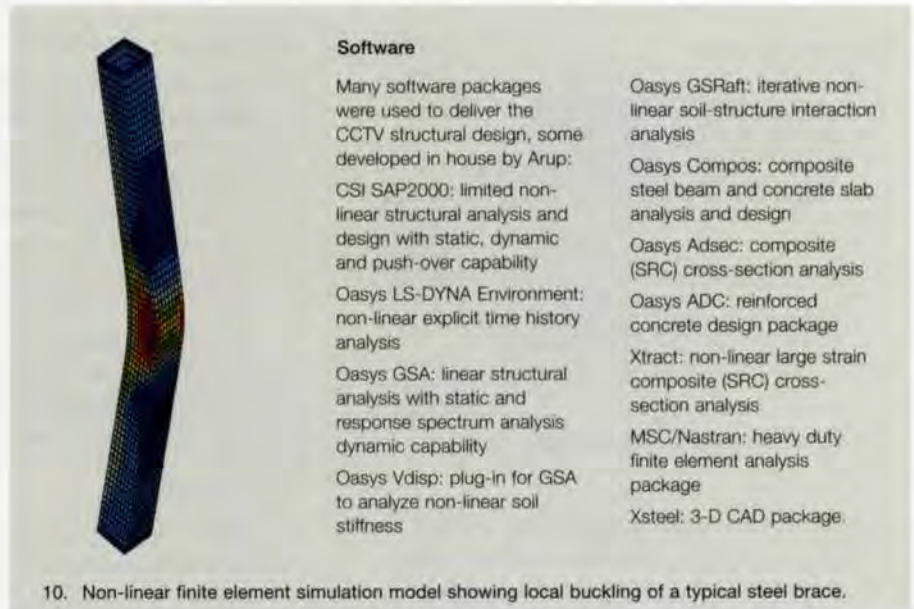 Software
Many software packages
were used to deliver the
CCTV structural design, some
developed in house by Arup:
CSI SAP2000: limited non-
linear structural analysis and
design with static, dynamic
and push-over capability
Oasys LS-DYNA Environment:
non-linear explicit time history
analysis
Oasys GSA: linear structural
analysis with static and
response spectrum analysis
dynamic capability
Oasys Vdisp: plug-in for GSA
to analyze non-linear soil
stiffness
Oasys GSRaft: iterative non-
linear soil-structure interaction
analysis
Oasys Compos: composite
steel beam and concrete slab
analysis and design
Oasys Adsec: composite
(SRC) cross-section analysis
Oasys ADC: reinforced
concrete design package
Xtract: non-linear large strain
composite (SRC) cross-
section analysis
MSC/Nastran: heavy duty
finite element analysis
package
Xsteel: 3-D CAD package.
10. Non-linear finite element simulation model showing local buckling of a typical steel brace.